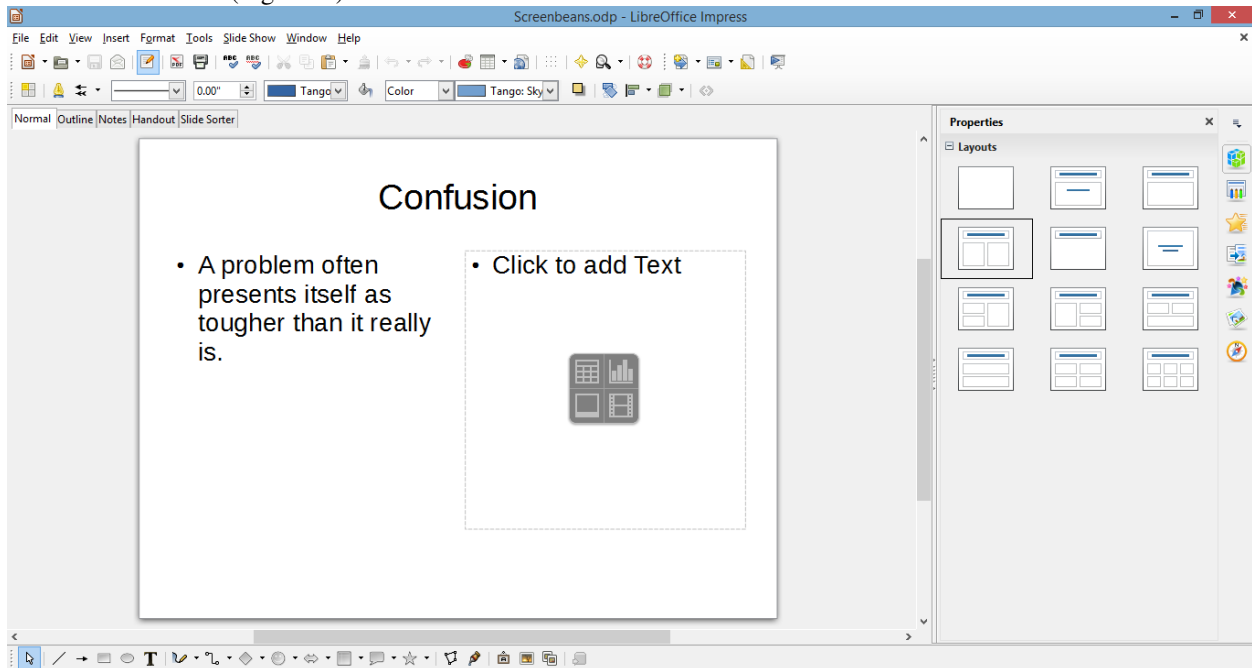 Screenbeans.odp - LibreOffice Impress
File Edit View Insert Format Tools Slide Show Window Help
0.00" Tango Color Tango: Sky
Normal Outline Notes Handout Slide Sorter
Properties
Layouts
Confusion
• A problem often
presents itself as
tougher than it really
is.
• Click to add Text